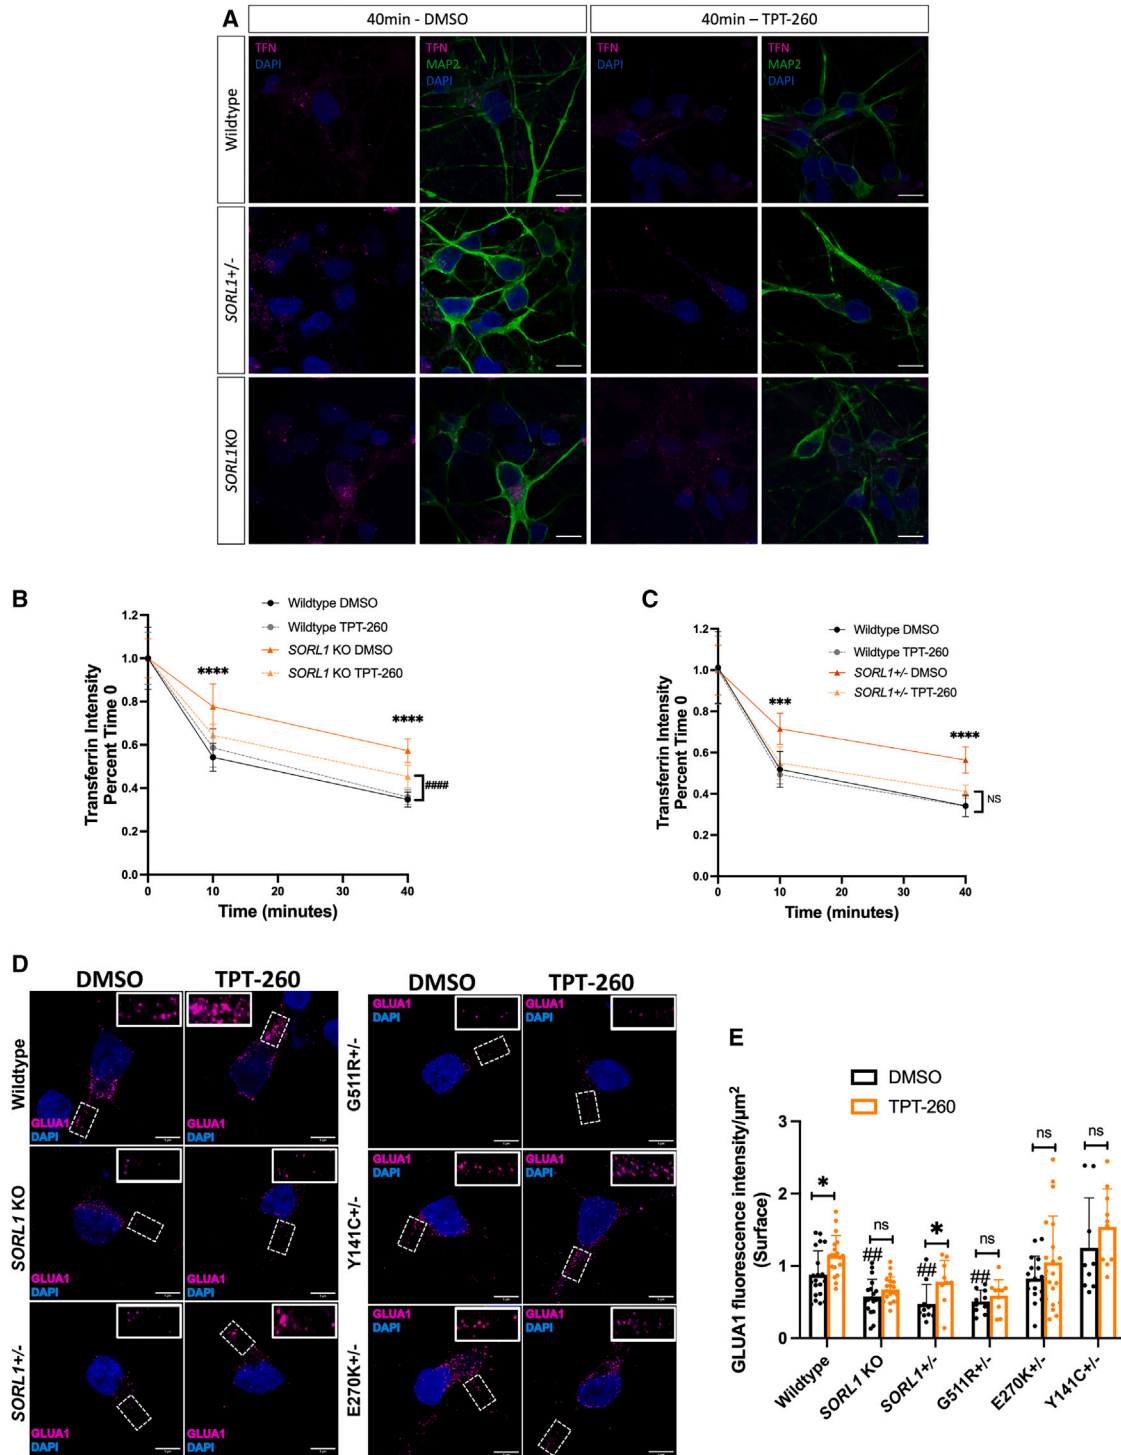 A
40min - DMSO
40min – TPT-260
Wildtype
TFN
DAPI
TFN
MAP2
DAPI
TFN
DAPI
TFN
MAP2
DAPI
SORL1+/-
SORL1KO
B
Wildtype DMSO
Wildtype TPT-260
SORL1 KO DMSO
SORL1 KO TPT-260
Transferrin Intensity
Percent Time 0
1.2
1.0
0.8
0.6
0.4
0.2
0.0
****
****
####
0
10
20
30
40
Time (minutes)
C
Wildtype DMSO
Wildtype TPT-260
SORL1+/- DMSO
SORL1+/- TPT-260
Transferrin Intensity
Percent Time 0
1.2
1.0
0.8
0.6
0.4
0.2
0.0
***
****
NS
0
10
20
30
40
Time (minutes)
D
DMSO
TPT-260
Wildtype
GLUA1
DAPI
GLUA1
DAPI
SORL1 KO
GLUA1
DAPI
GLUA1
DAPI
SORL1+/-
GLUA1
DAPI
GLUA1
DAPI
DMSO
TPT-260
G511R+/-
GLUA1
DAPI
GLUA1
DAPI
Y141C+/-
GLUA1
DAPI
GLUA1
DAPI
E270K+/-
GLUA1
DAPI
GLUA1
DAPI
E
DMSO
TPT-260
GLUA1 fluorescence intensity/µm²
(Surface)
3
2
1
0
*
ns
##
*
##
ns
##
ns
ns
Wildtype
SORL1 KO
SORL1+/-
G511R+/-
E270K+/-
Y141C+/-